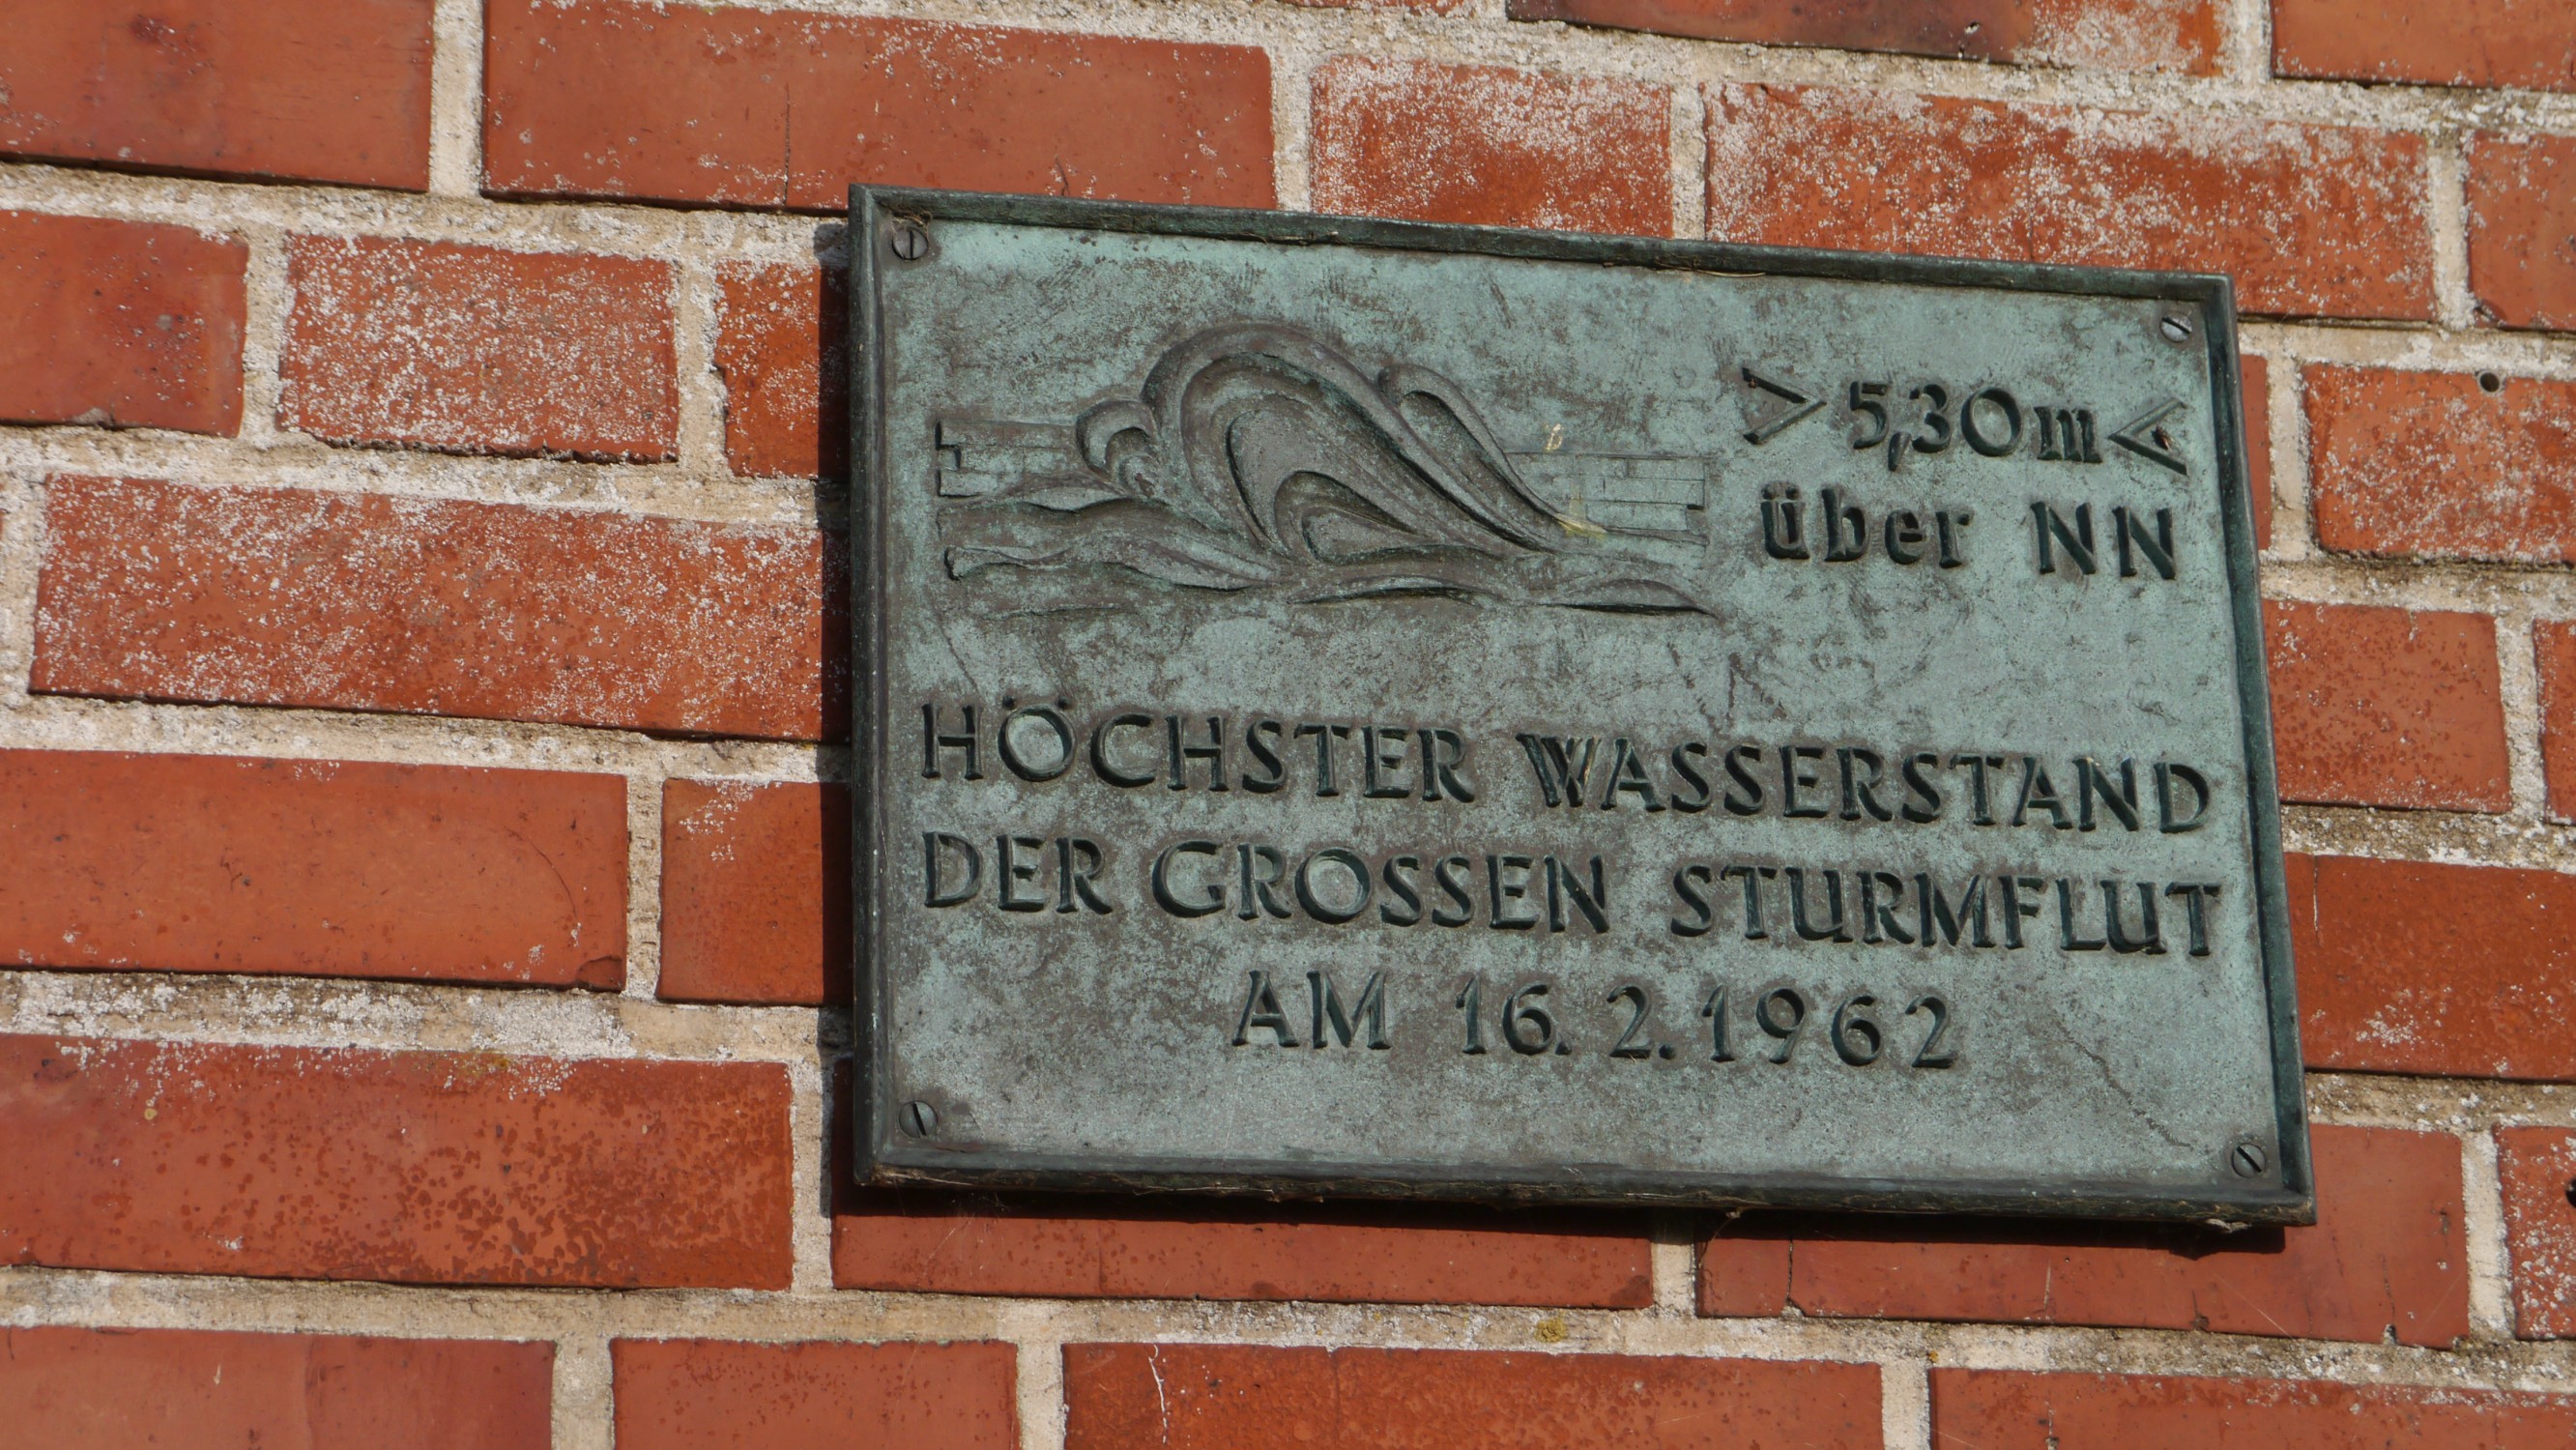 > 5,30m <
über NN
HÖCHSTER WASSERSTAND
DER GROSSEN STURMFLUT
AM 16.2.1962